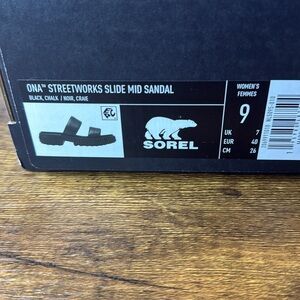 ONA™ STREETWORKS SLIDE MID SANDAL
BLACK, CHALK / NOIR, CRAIE
WOMEN'S
FEMMES
9
UK 7
EUR 40
CM 26
SOREL